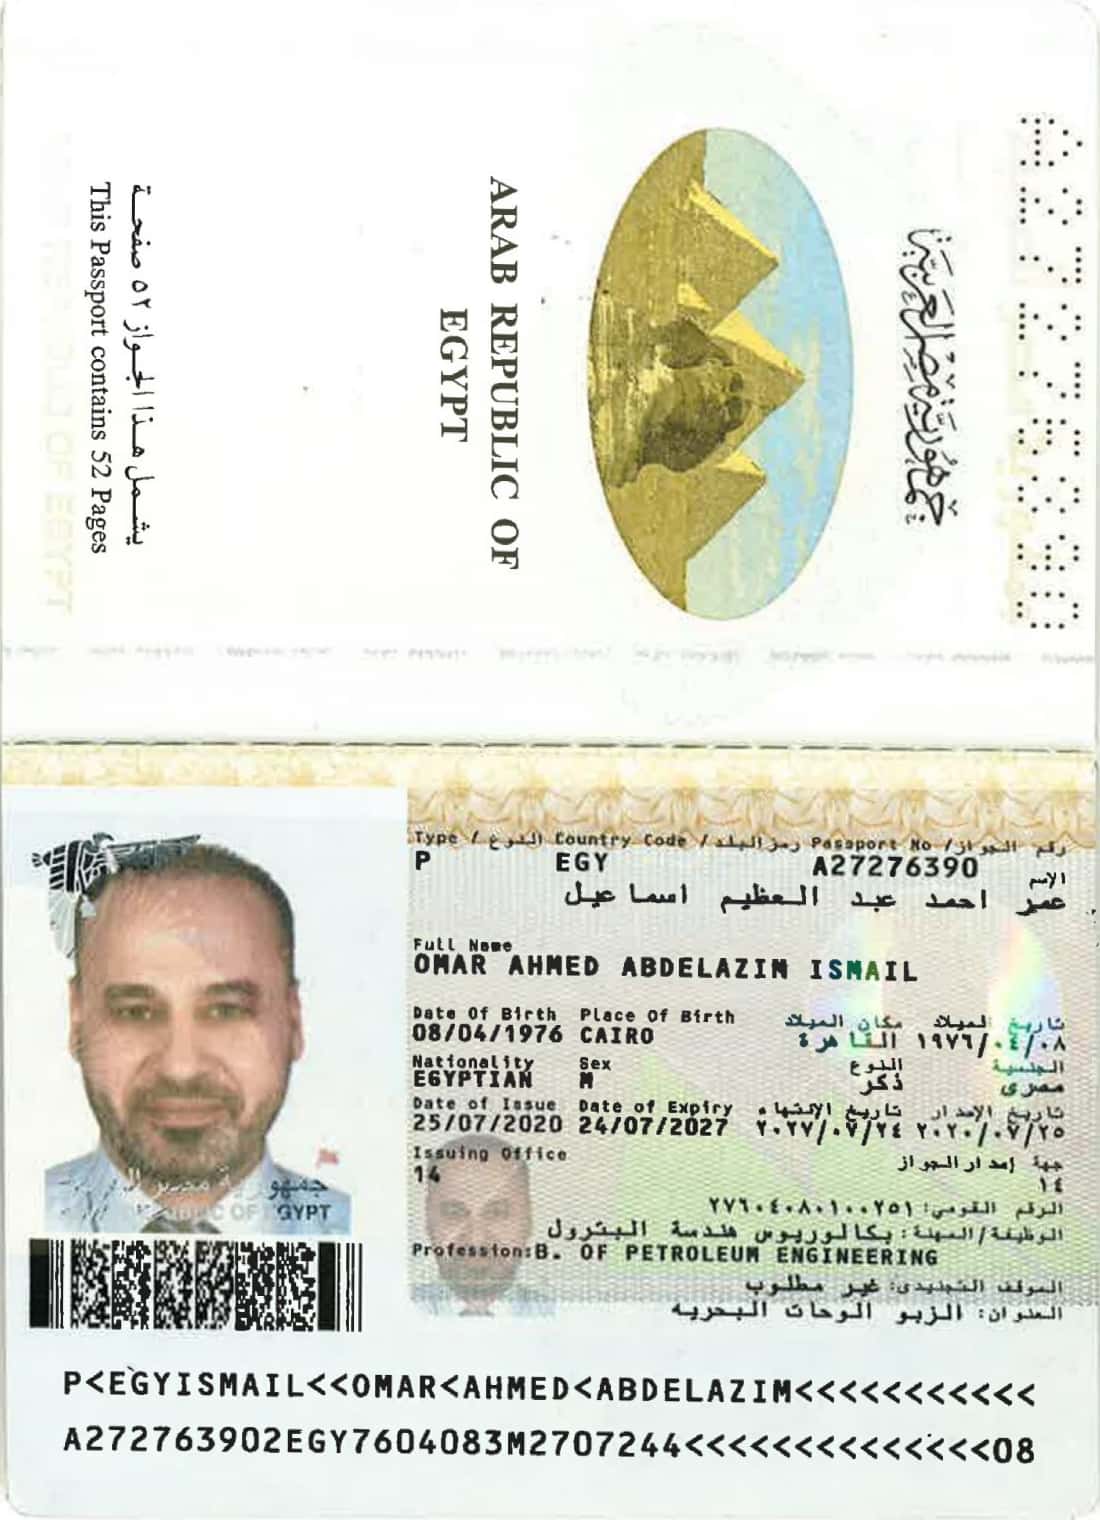 A27276390
جمهورية مصر العربية
ARAB REPUBLIC OF
EGYPT
يشمل هذا الجواز ٥٢ صفحة
This Passport contains 52 Pages
Type / النوع Country Code / رمز البلد Passport No / رقم الجواز
P EGY A27276390
الإسم
عمر احمد عبد العظيم اسماعيل
Full Name
OMAR AHMED ABDELAZIM ISMAIL
Date Of Birth Place Of Birth مكان الميلاد تاريخ الميلاد
08/04/1976 CAIRO القاهرة ١٩٧٦/٠٤/٠٨
Nationality Sex النوع الجنسية
EGYPTIAN M ذكر مصرى
Date of Issue Date of Expiry تاريخ الإنتهاء تاريخ الإصدار
25/07/2020 24/07/2027 ٢٠٢٧/٠٧/٢٤ ٢٠٢٠/٠٧/٢٥
Issuing Office جهة إصدار الجواز
14 ١٤
الرقم القومي: ٢٧٦٠٤٠٨٠١٠٠٢٥١
الوظيفة/المهنة: بكالوريوس هندسة البترول
Profession:B. OF PETROLEUM ENGINEERING
الموقف التجنيدى: غير مطلوب
العنوان: الزبو الوحات البحريه
جمهورية مصر
OF EGYPT
P<EGYISMAIL<<OMAR<AHMED<ABDELAZIM<<<<<<<<<<<
A272763902EGY7604083M2707244<<<<<<<<<<<<<<08